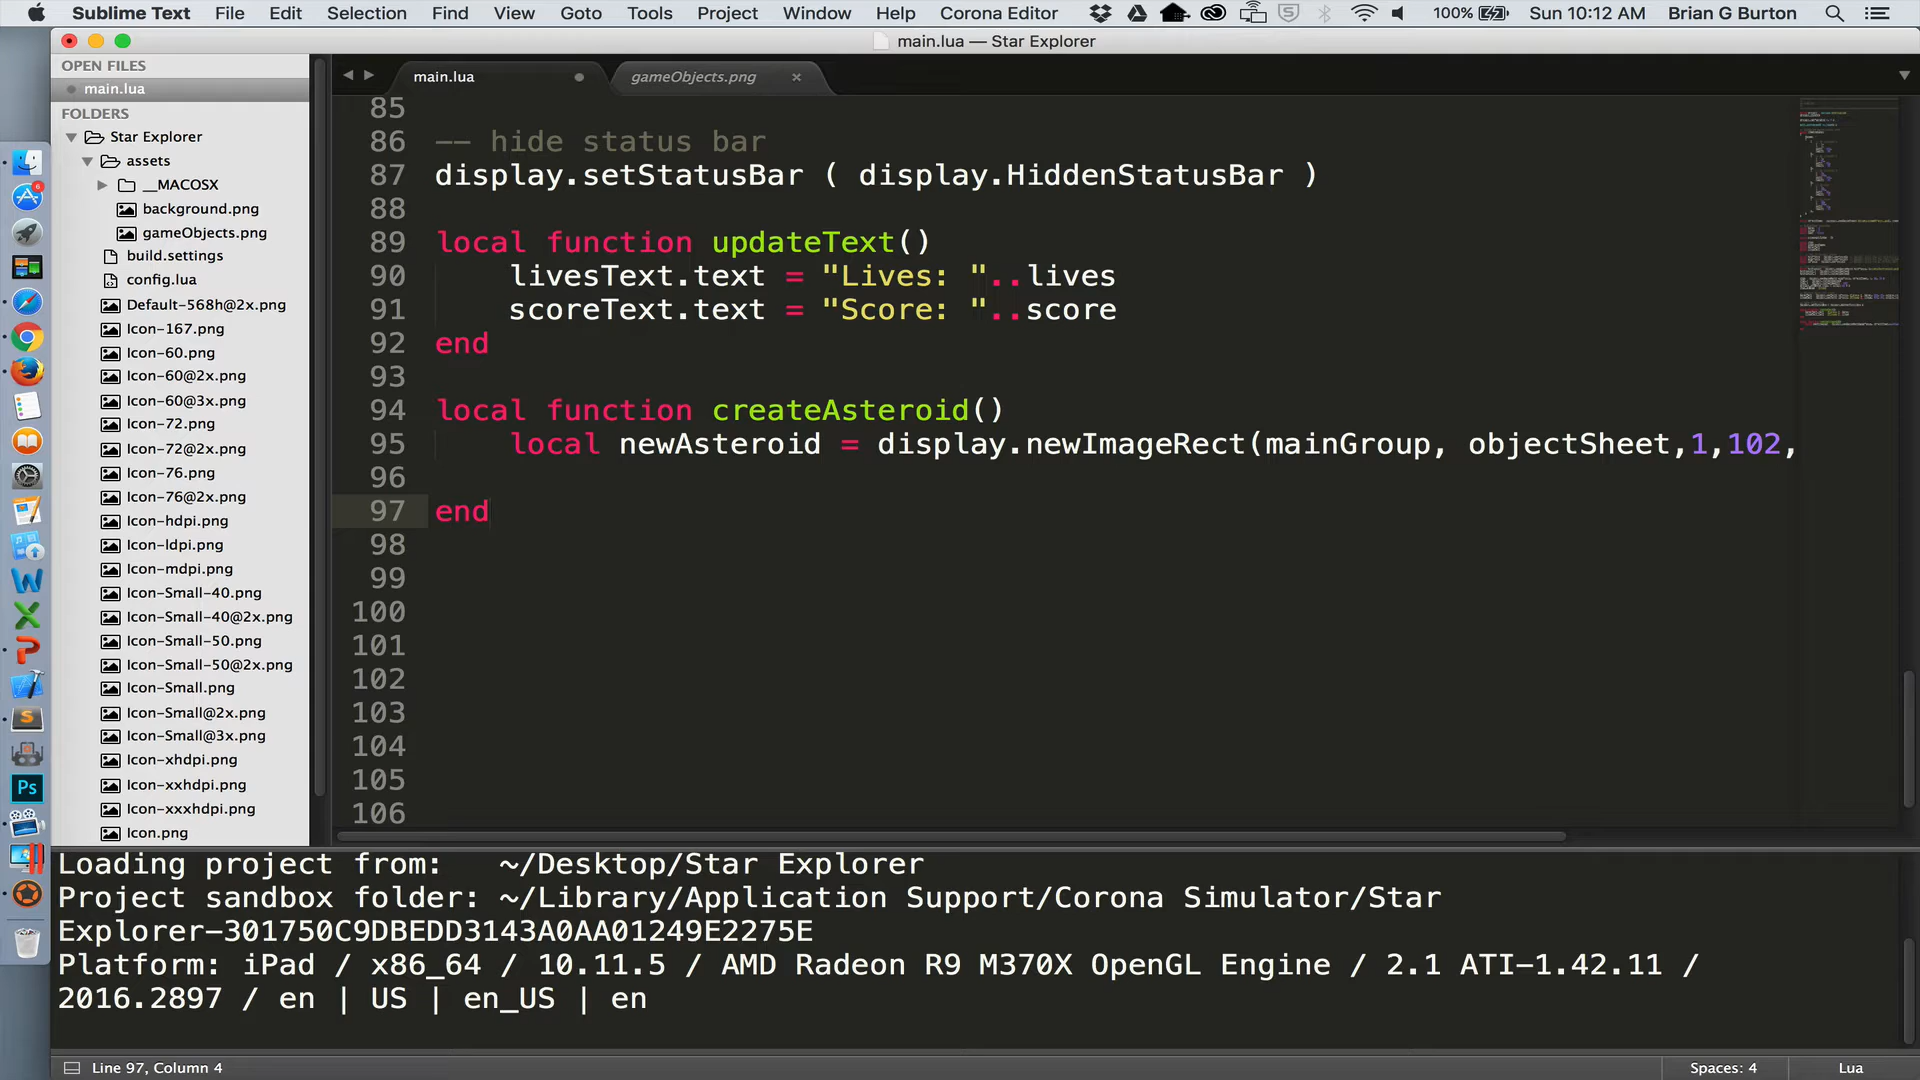 Sublime Text File Edit Selection Find View Goto Tools Project Window Help Corona Editor 100% Sun 10:12 AM Brian G Burton
main.lua — Star Explorer
OPEN FILES
main.lua
FOLDERS
Star Explorer
assets
__MACOSX
background.png
gameObjects.png
build.settings
config.lua
Default-568h@2x.png
Icon-167.png
Icon-60.png
Icon-60@2x.png
Icon-60@3x.png
Icon-72.png
Icon-72@2x.png
Icon-76.png
Icon-76@2x.png
Icon-hdpi.png
Icon-ldpi.png
Icon-mdpi.png
Icon-Small-40.png
Icon-Small-40@2x.png
Icon-Small-50.png
Icon-Small-50@2x.png
Icon-Small.png
Icon-Small@2x.png
Icon-Small@3x.png
Icon-xhdpi.png
Icon-xxhdpi.png
Icon-xxxhdpi.png
Icon.png
main.lua gameObjects.png
85
86 -- hide status bar
87 display.setStatusBar ( display.HiddenStatusBar )
88
89 local function updateText()
90 livesText.text = "Lives: "..lives
91 scoreText.text = "Score: "..score
92 end
93
94 local function createAsteroid()
95 local newAsteroid = display.newImageRect(mainGroup, objectSheet,1,102,
96
97 end
98
99
100
101
102
103
104
105
106
Loading project from: ~/Desktop/Star Explorer
Project sandbox folder: ~/Library/Application Support/Corona Simulator/Star
Explorer-301750C9DBEDD3143A0AA01249E2275E
Platform: iPad / x86_64 / 10.11.5 / AMD Radeon R9 M370X OpenGL Engine / 2.1 ATI-1.42.11 /
2016.2897 / en | US | en_US | en
Line 97, Column 4 Spaces: 4 Lua